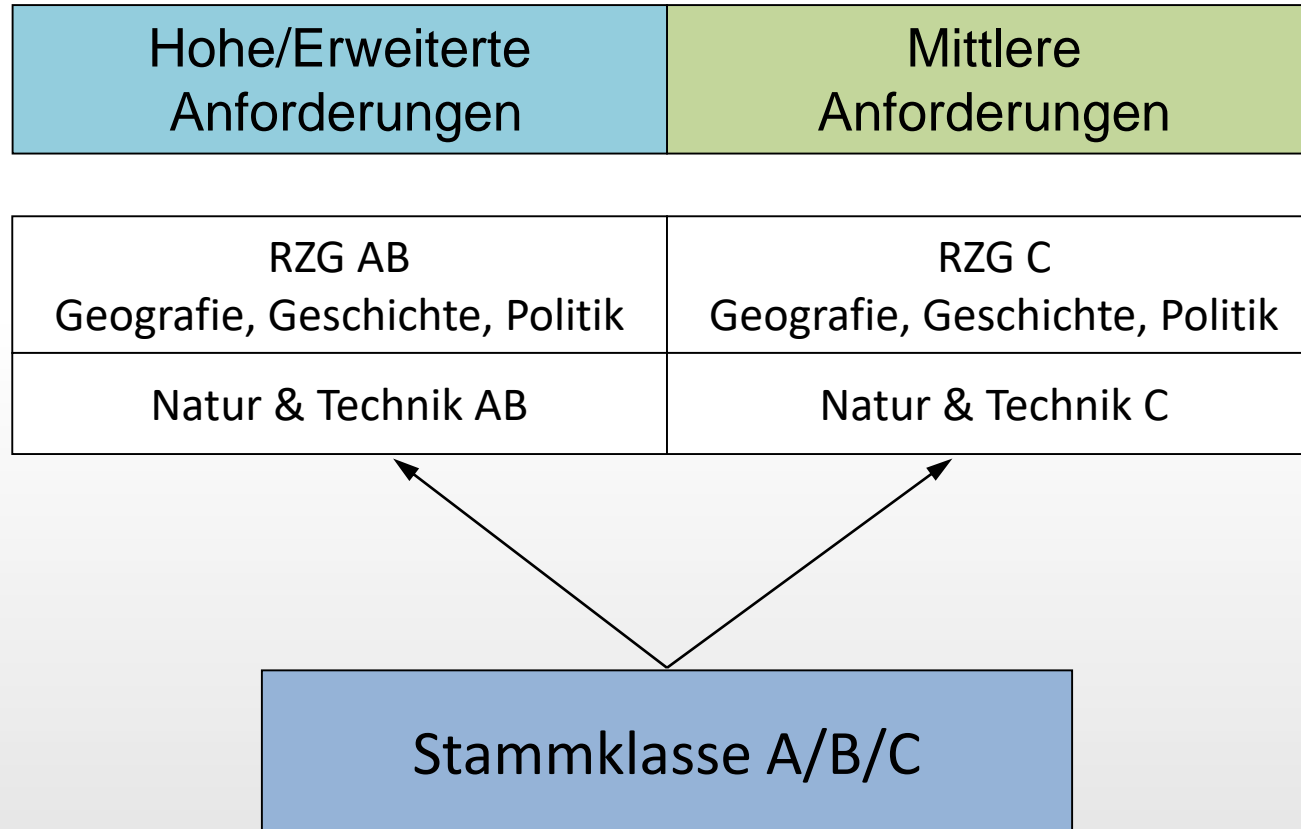 Hohe/Erweiterte
Anforderungen
Mittlere
Anforderungen
RZG AB
Geografie, Geschichte, Politik
RZG C
Geografie, Geschichte, Politik
Natur & Technik AB
Natur & Technik C
Stammklasse A/B/C